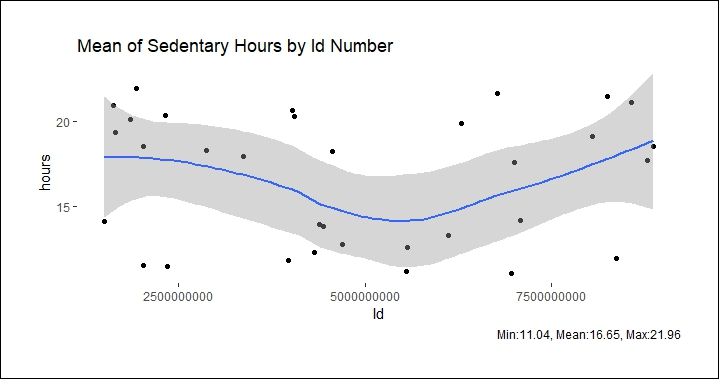 Mean of Sedentary Hours by Id Number
20
15
hours
2500000000 5000000000 7500000000
Id
Min:11.04, Mean:16.65, Max:21.96